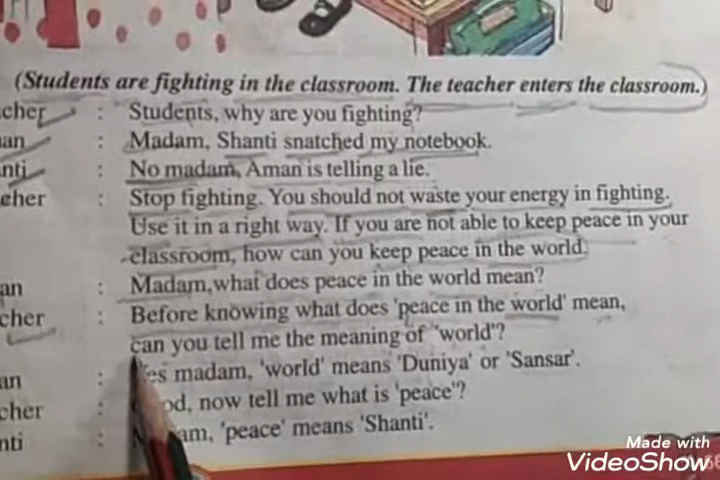 (Students are fighting in the classroom. The teacher enters the classroom.)
cher : Students, why are you fighting?
an : Madam, Shanti snatched my notebook.
nti : No madam, Aman is telling a lie.
cher : Stop fighting. You should not waste your energy in fighting.
Use it in a right way. If you are not able to keep peace in your
classroom, how can you keep peace in the world.
an : Madam,what does peace in the world mean?
cher : Before knowing what does 'peace in the world' mean,
can you tell me the meaning of 'world'?
an : es madam, 'world' means 'Duniya' or 'Sansar'.
cher : od, now tell me what is 'peace'?
nti : M am, 'peace' means 'Shanti'.
Made with
VideoShow